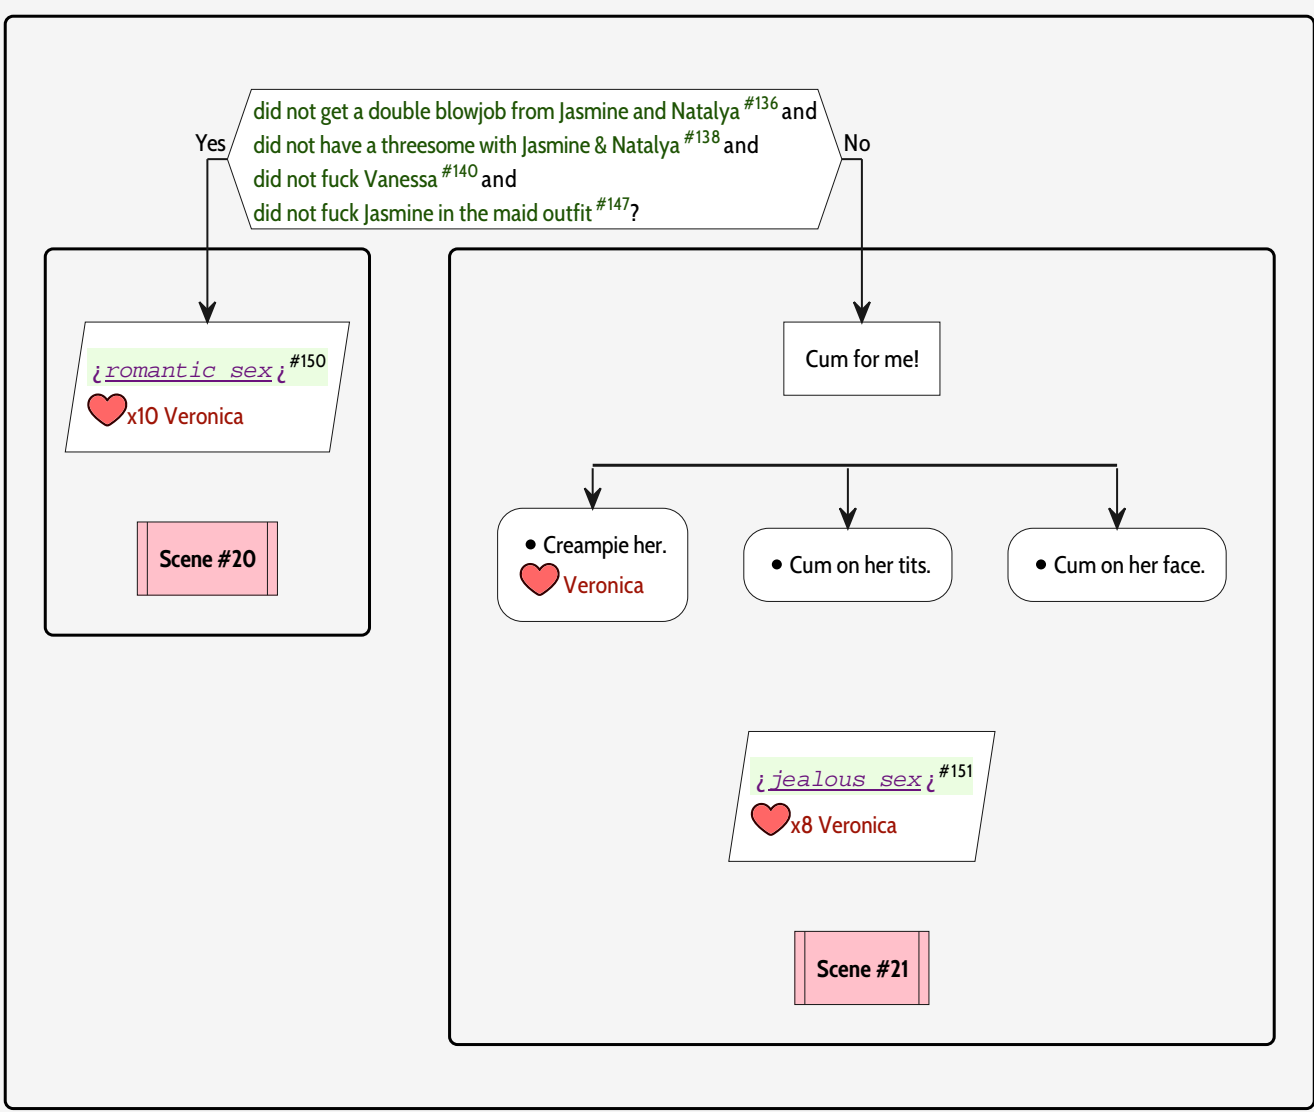 did not get a double blowjob from Jasmine and Natalya #136 and
Yes
did not have a threesome with Jasmine & Natalya #138 and
No
did not fuck Vanessa #140 and
did not fuck Jasmine in the maid outfit #147?
¿romantic sex¿ #150
x10 Veronica
Scene #20
Cum for me!
• Creampie her.
Veronica
• Cum on her tits.
• Cum on her face.
¿jealous sex¿ #151
x8 Veronica
Scene #21